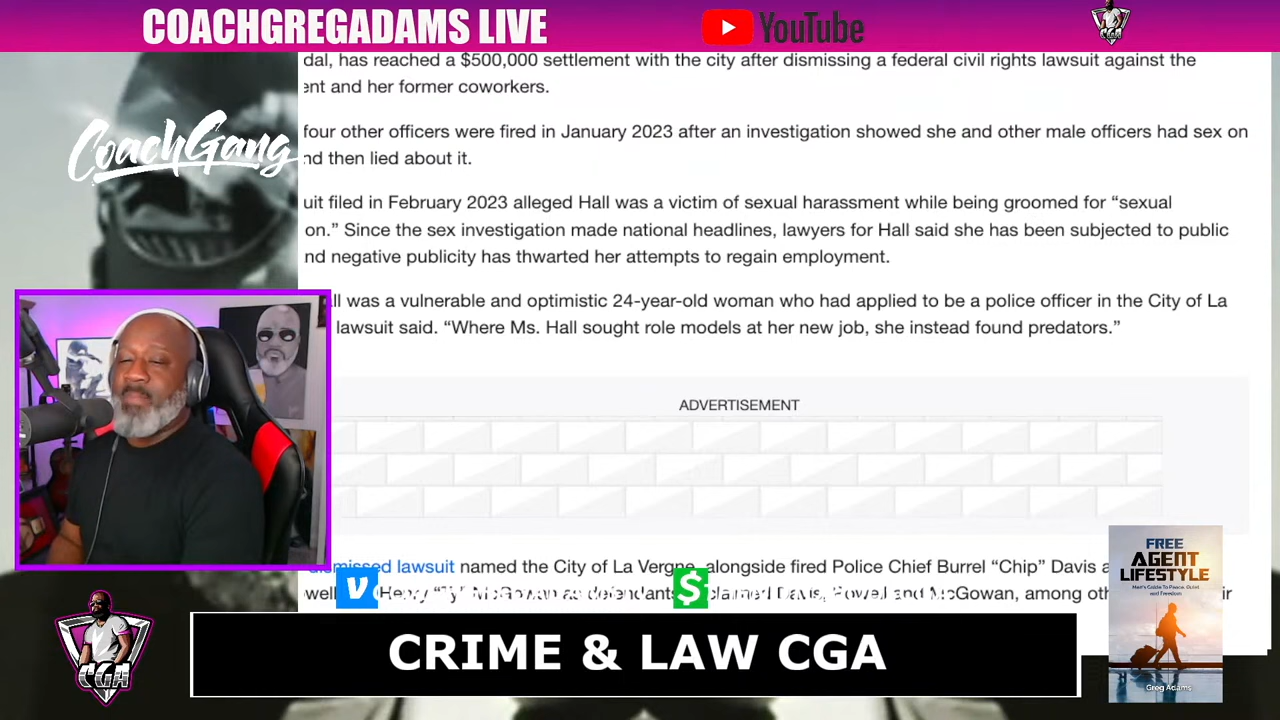 COACHGREGADAMS LIVE
YouTube
CoachGang
dal, has reached a $500,000 settlement with the city after dismissing a federal civil rights lawsuit against the
ent and her former coworkers.
four other officers were fired in January 2023 after an investigation showed she and other male officers had sex on
nd then lied about it.
uit filed in February 2023 alleged Hall was a victim of sexual harassment while being groomed for “sexual
on.” Since the sex investigation made national headlines, lawyers for Hall said she has been subjected to public
nd negative publicity has thwarted her attempts to regain employment.
all was a vulnerable and optimistic 24-year-old woman who had applied to be a police officer in the City of La
lawsuit said. “Where Ms. Hall sought role models at her new job, she instead found predators.”
ADVERTISEMENT
dismissed lawsuit named the City of La Vergne, alongside fired Police Chief Burrel “Chip” Davis
McGowan, among
FREE
AGENT
LIFESTYLE
Greg Adams
CGA
CRIME & LAW CGA